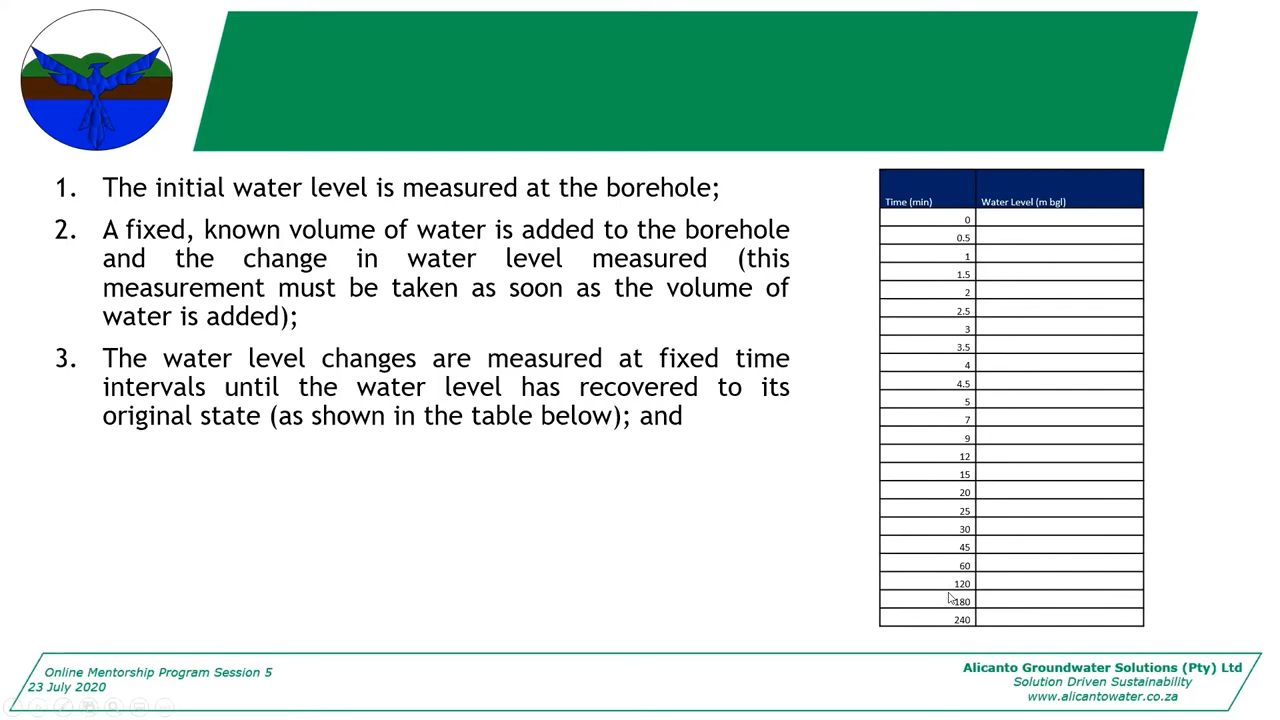 1. The initial water level is measured at the borehole;
2. A fixed, known volume of water is added to the borehole
and the change in water level measured (this
measurement must be taken as soon as the volume of
water is added);
3. The water level changes are measured at fixed time
intervals until the water level has recovered to its
original state (as shown in the table below); and
Time (min) Water Level (m bgl)
0
0.5
1
1.5
2
2.5
3
3.5
4
4.5
5
7
9
12
15
20
25
30
45
60
120
180
240
Online Mentorship Program Session 5
23 July 2020
Alicanto Groundwater Solutions (Pty) Ltd
Solution Driven Sustainability
www.alicantowater.co.za